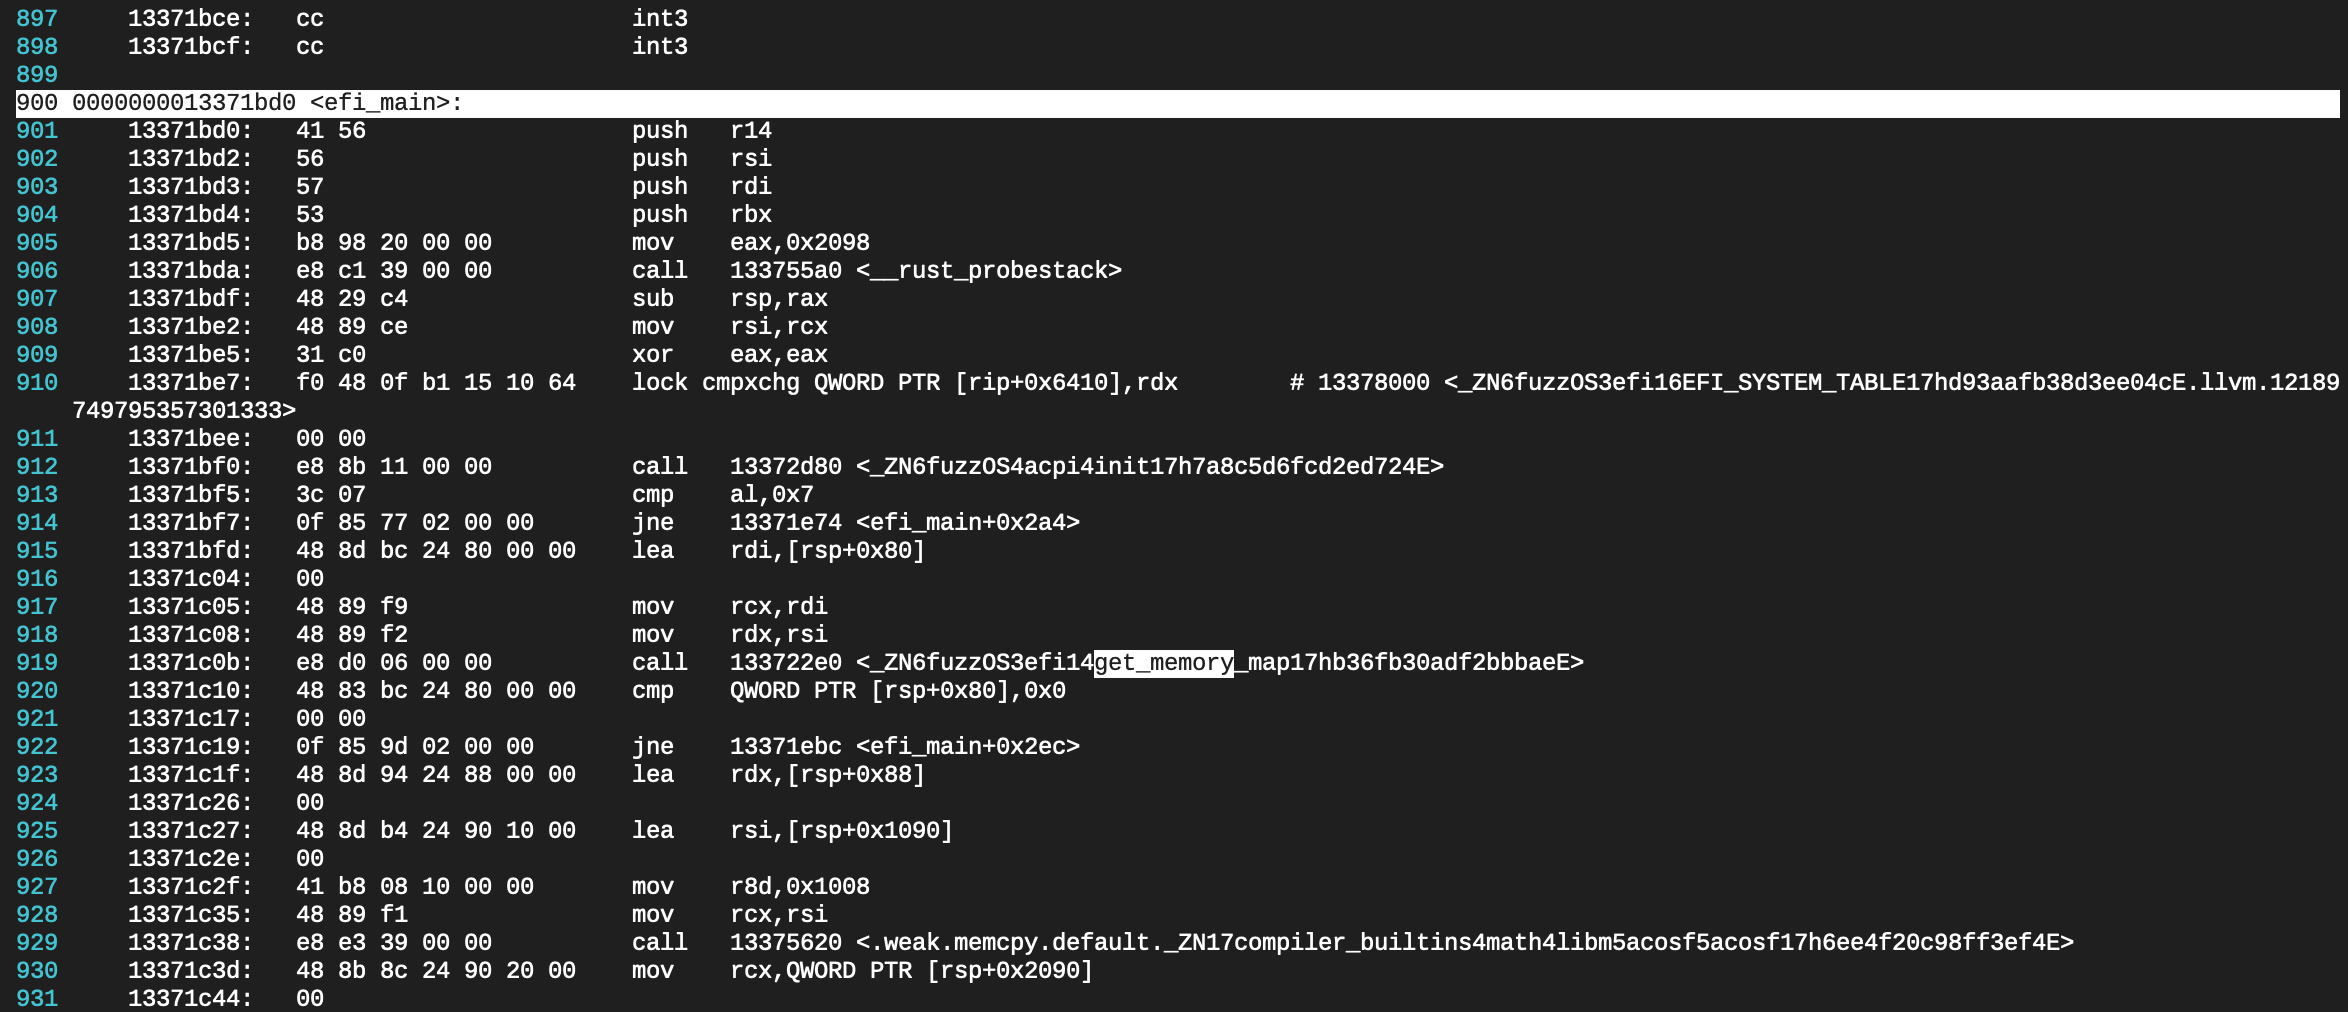 897     13371bce:   cc                      int3
898     13371bcf:   cc                      int3
899
900 0000000013371bd0 <efi_main>:
901     13371bd0:   41 56                   push   r14
902     13371bd2:   56                      push   rsi
903     13371bd3:   57                      push   rdi
904     13371bd4:   53                      push   rbx
905     13371bd5:   b8 98 20 00 00          mov    eax,0x2098
906     13371bda:   e8 c1 39 00 00          call   133755a0 <__rust_probestack>
907     13371bdf:   48 29 c4                sub    rsp,rax
908     13371be2:   48 89 ce                mov    rsi,rcx
909     13371be5:   31 c0                   xor    eax,eax
910     13371be7:   f0 48 0f b1 15 10 64    lock cmpxchg QWORD PTR [rip+0x6410],rdx        # 13378000 <_ZN6fuzzOS3efi16EFI_SYSTEM_TABLE17hd93aafb38d3ee04cE.llvm.12189
    749795357301333>
911     13371bee:   00 00
912     13371bf0:   e8 8b 11 00 00          call   13372d80 <_ZN6fuzzOS4acpi4init17h7a8c5d6fcd2ed724E>
913     13371bf5:   3c 07                   cmp    al,0x7
914     13371bf7:   0f 85 77 02 00 00       jne    13371e74 <efi_main+0x2a4>
915     13371bfd:   48 8d bc 24 80 00 00    lea    rdi,[rsp+0x80]
916     13371c04:   00
917     13371c05:   48 89 f9                mov    rcx,rdi
918     13371c08:   48 89 f2                mov    rdx,rsi
919     13371c0b:   e8 d0 06 00 00          call   133722e0 <_ZN6fuzzOS3efi14get_memory_map17hb36fb30adf2bbbaeE>
920     13371c10:   48 83 bc 24 80 00 00    cmp    QWORD PTR [rsp+0x80],0x0
921     13371c17:   00 00
922     13371c19:   0f 85 9d 02 00 00       jne    13371ebc <efi_main+0x2ec>
923     13371c1f:   48 8d 94 24 88 00 00    lea    rdx,[rsp+0x88]
924     13371c26:   00
925     13371c27:   48 8d b4 24 90 10 00    lea    rsi,[rsp+0x1090]
926     13371c2e:   00
927     13371c2f:   41 b8 08 10 00 00       mov    r8d,0x1008
928     13371c35:   48 89 f1                mov    rcx,rsi
929     13371c38:   e8 e3 39 00 00          call   13375620 <.weak.memcpy.default._ZN17compiler_builtins4math4libm5acosf5acosf17h6ee4f20c98ff3ef4E>
930     13371c3d:   48 8b 8c 24 90 20 00    mov    rcx,QWORD PTR [rsp+0x2090]
931     13371c44:   00